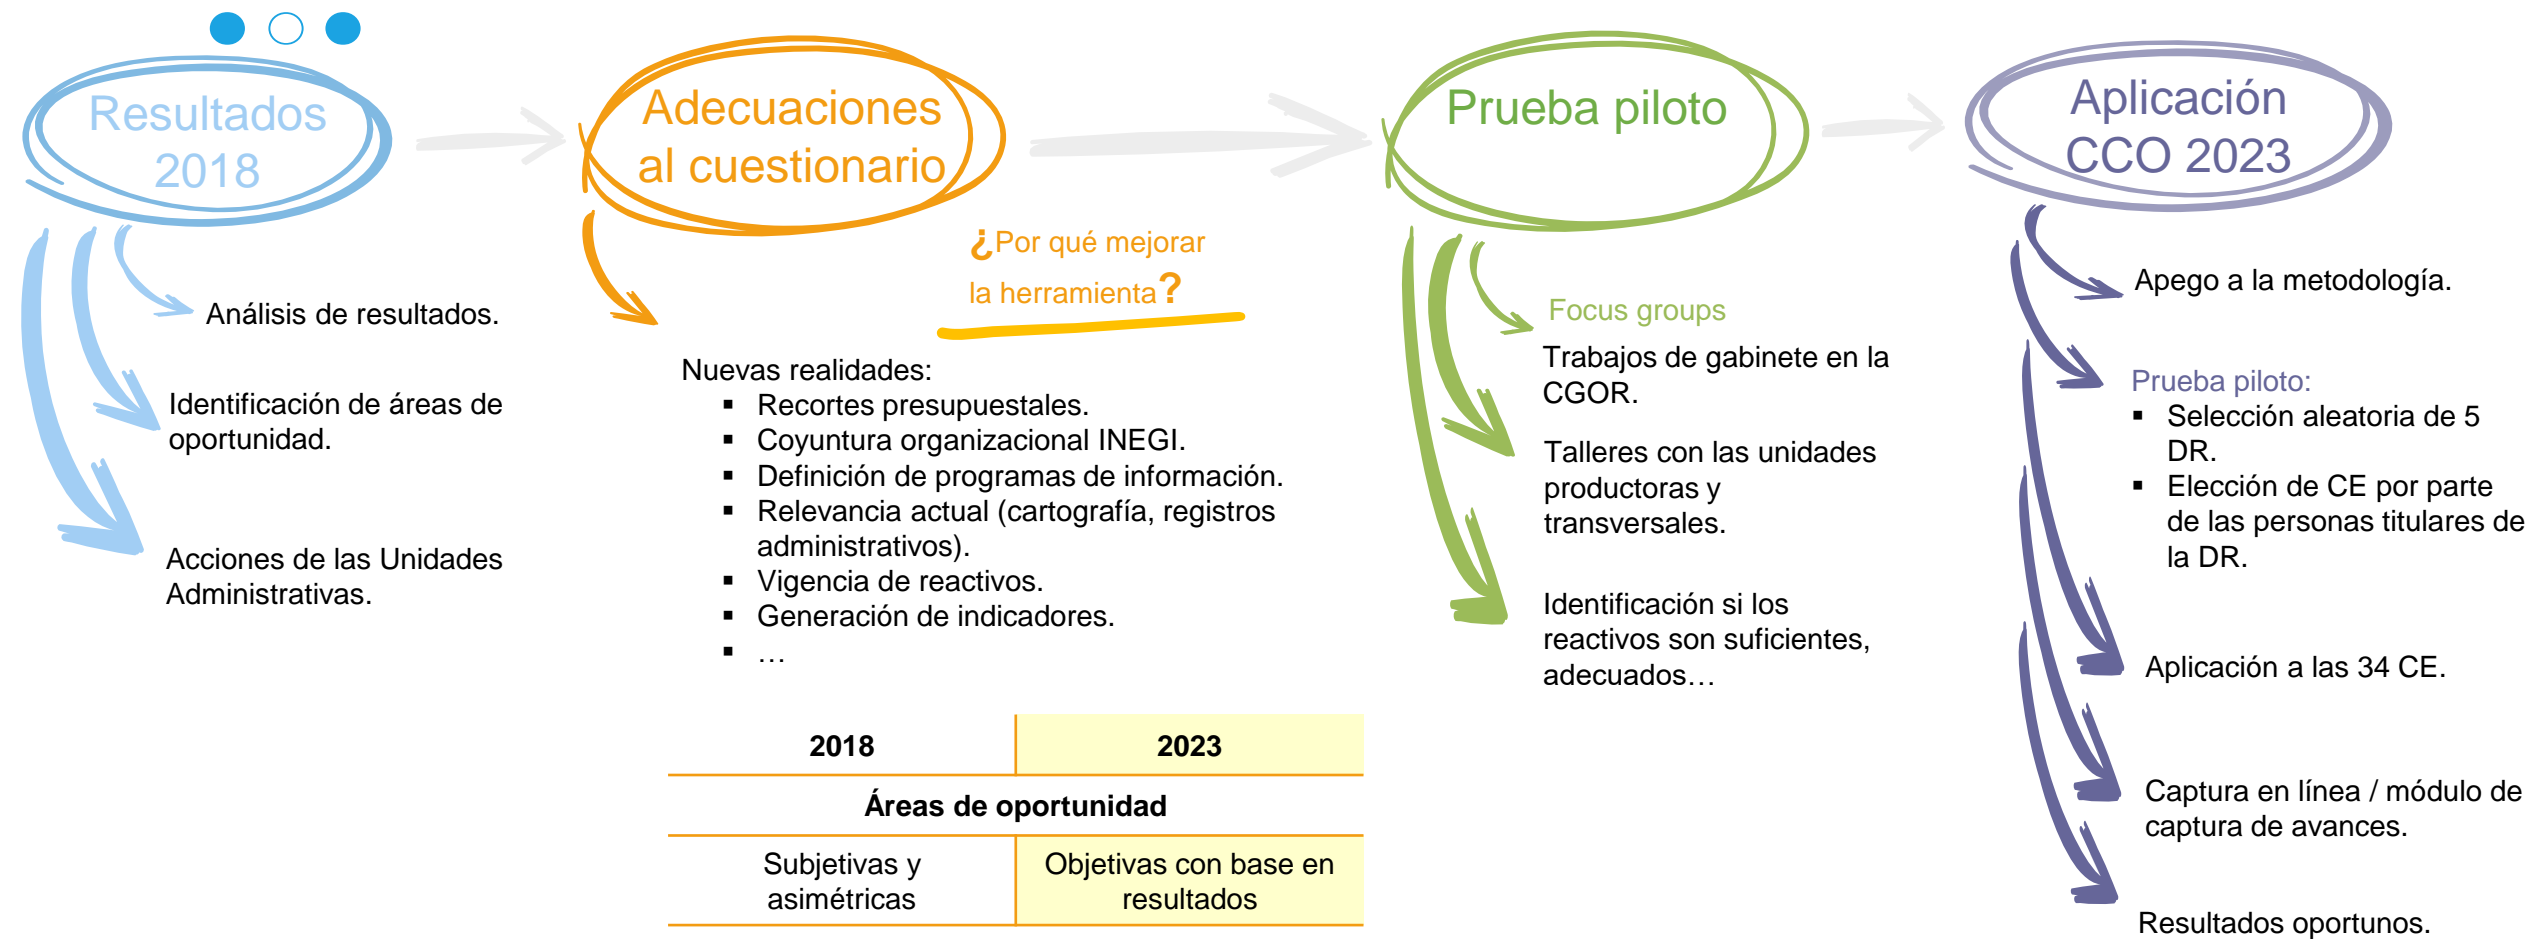 Resultados
2018
Análisis de resultados.
Identificación de áreas de
oportunidad.
Acciones de las Unidades
Administrativas.
Adecuaciones
al cuestionario
¿Por qué mejorar
la herramienta?
Nuevas realidades:
▪ Recortes presupuestales.
▪ Coyuntura organizacional INEGI.
▪ Definición de programas de información.
▪ Relevancia actual (cartografía, registros
administrativos).
▪ Vigencia de reactivos.
▪ Generación de indicadores.
▪ …
2018 2023
Áreas de oportunidad
Subjetivas y
asimétricas
Objetivas con base en
resultados
Prueba piloto
Focus groups
Trabajos de gabinete en la
CGOR.
Talleres con las unidades
productoras y
transversales.
Identificación si los
reactivos son suficientes,
adecuados…
Aplicación
CCO 2023
Apego a la metodología.
Prueba piloto:
▪ Selección aleatoria de 5
DR.
▪ Elección de CE por parte
de las personas titulares de
la DR.
Aplicación a las 34 CE.
Captura en línea / módulo de
captura de avances.
Resultados oportunos.